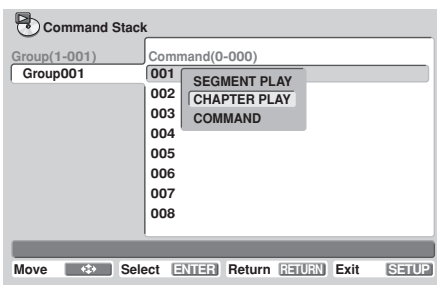 Command Stack
Group(1-001) Command(0-000)
Group001 001 SEGMENT PLAY
002 CHAPTER PLAY
003 COMMAND
004
005
006
007
008
Move Select ENTER Return RETURN Exit SETUP